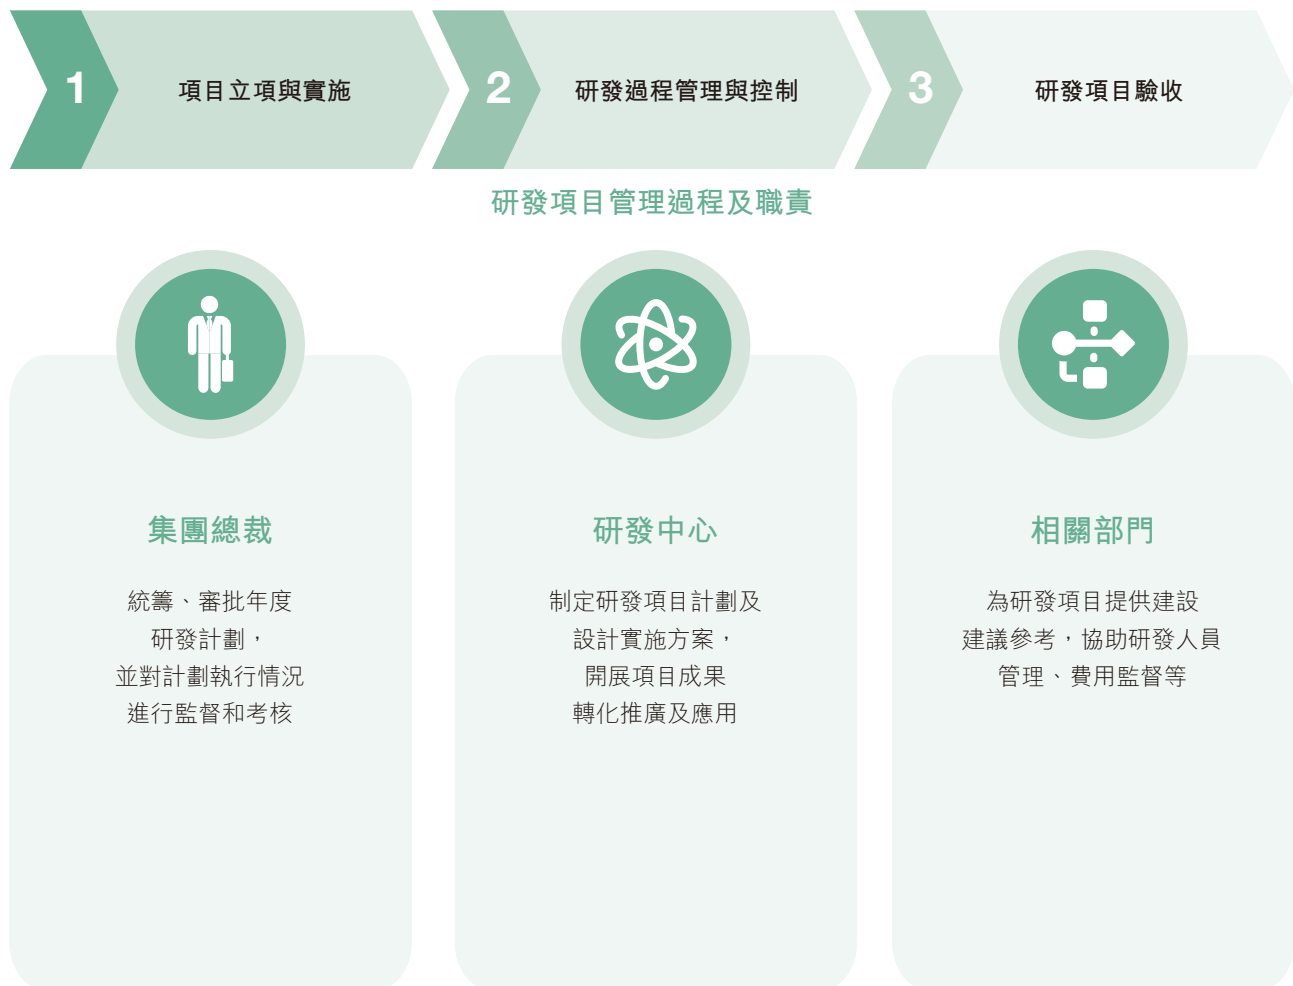 1
項目立項與實施
2
研發過程管理與控制
3
研發項目驗收
研發項目管理過程及職責
集團總裁
統籌、審批年度
研發計劃，
並對計劃執行情況
進行監督和考核
研發中心
制定研發項目計劃及
設計實施方案，
開展項目成果
轉化推廣及應用
相關部門
為研發項目提供建設
建議參考，協助研發人員
管理、費用監督等